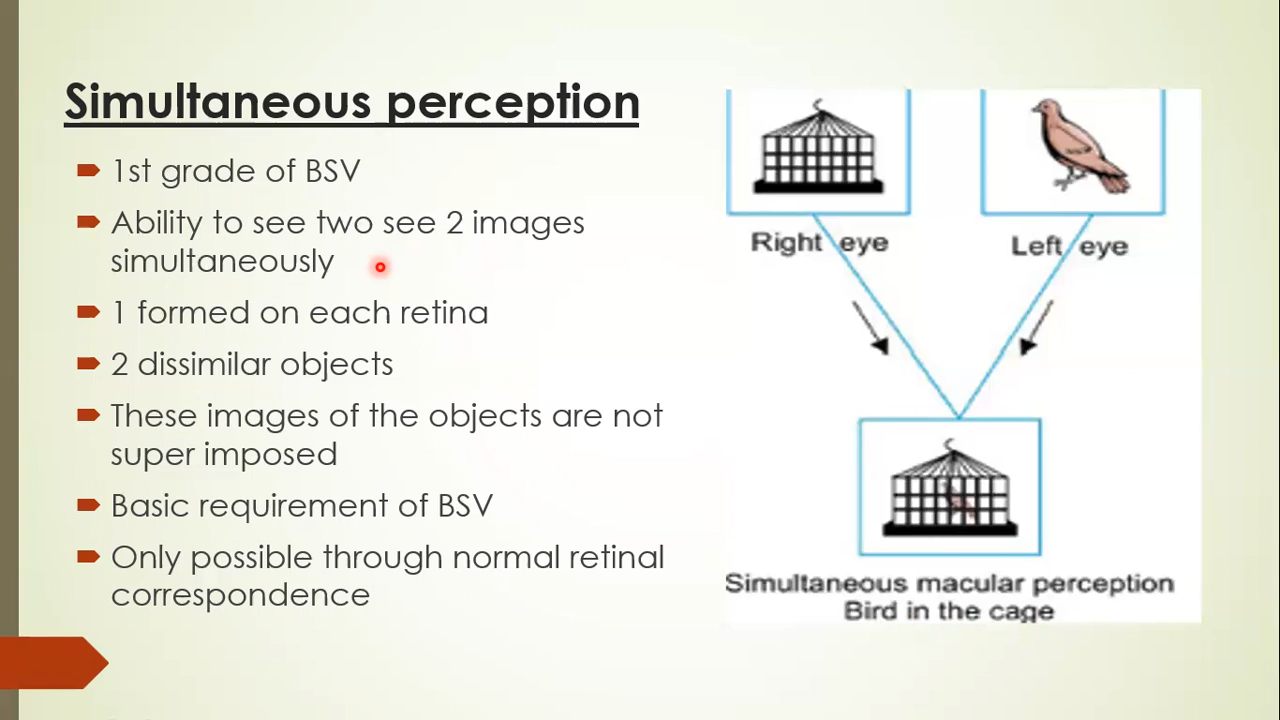 Simultaneous perception
1st grade of BSV
Ability to see two see 2 images
simultaneously
1 formed on each retina
2 dissimilar objects
These images of the objects are not
super imposed
Basic requirement of BSV
Only possible through normal retinal
correspondence
Right eye
Left eye
Simultaneous macular perception
Bird in the cage